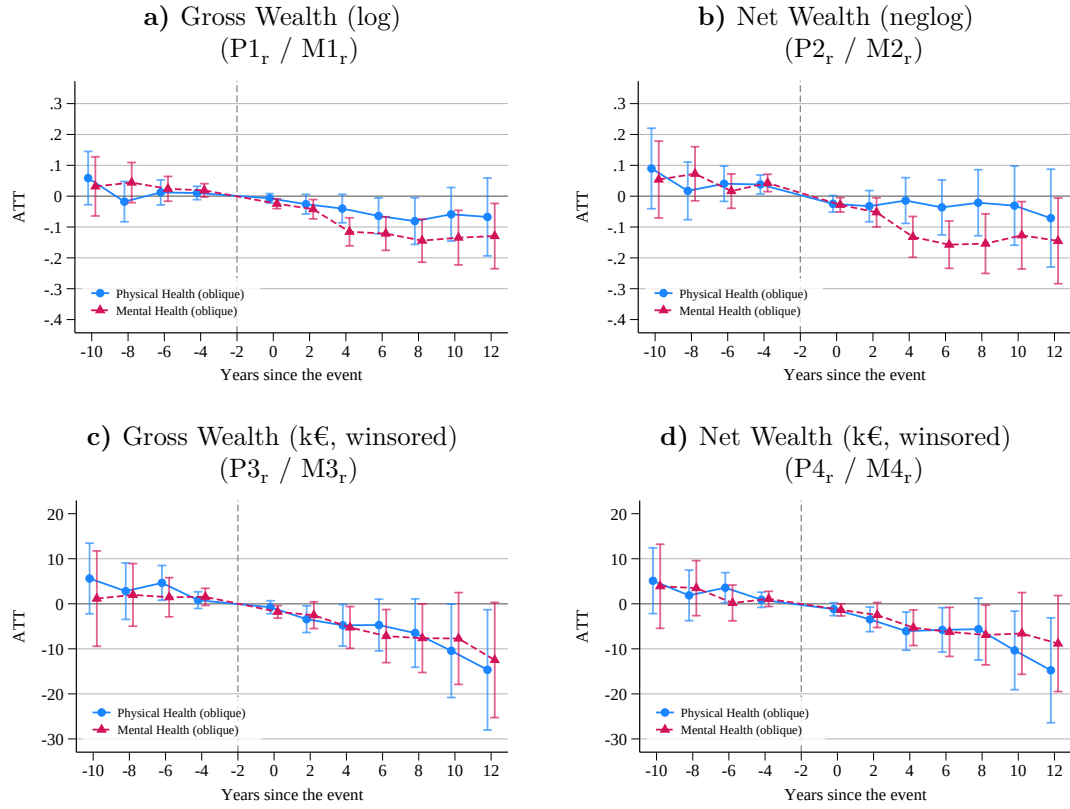 a) Gross Wealth (log)
(P1r / M1r)
.3
.2
.1
0
-.1
-.2
-.3
-.4
ATT
Physical Health (oblique)
Mental Health (oblique)
-10 -8 -6 -4 -2 0 2 4 6 8 10 12
Years since the event
b) Net Wealth (neglog)
(P2r / M2r)
.3
.2
.1
0
-.1
-.2
-.3
-.4
ATT
Physical Health (oblique)
Mental Health (oblique)
-10 -8 -6 -4 -2 0 2 4 6 8 10 12
Years since the event
c) Gross Wealth (k€, winsored)
(P3r / M3r)
20
10
0
-10
-20
-30
ATT
Physical Health (oblique)
Mental Health (oblique)
-10 -8 -6 -4 -2 0 2 4 6 8 10 12
Years since the event
d) Net Wealth (k€, winsored)
(P4r / M4r)
20
10
0
-10
-20
-30
ATT
Physical Health (oblique)
Mental Health (oblique)
-10 -8 -6 -4 -2 0 2 4 6 8 10 12
Years since the event